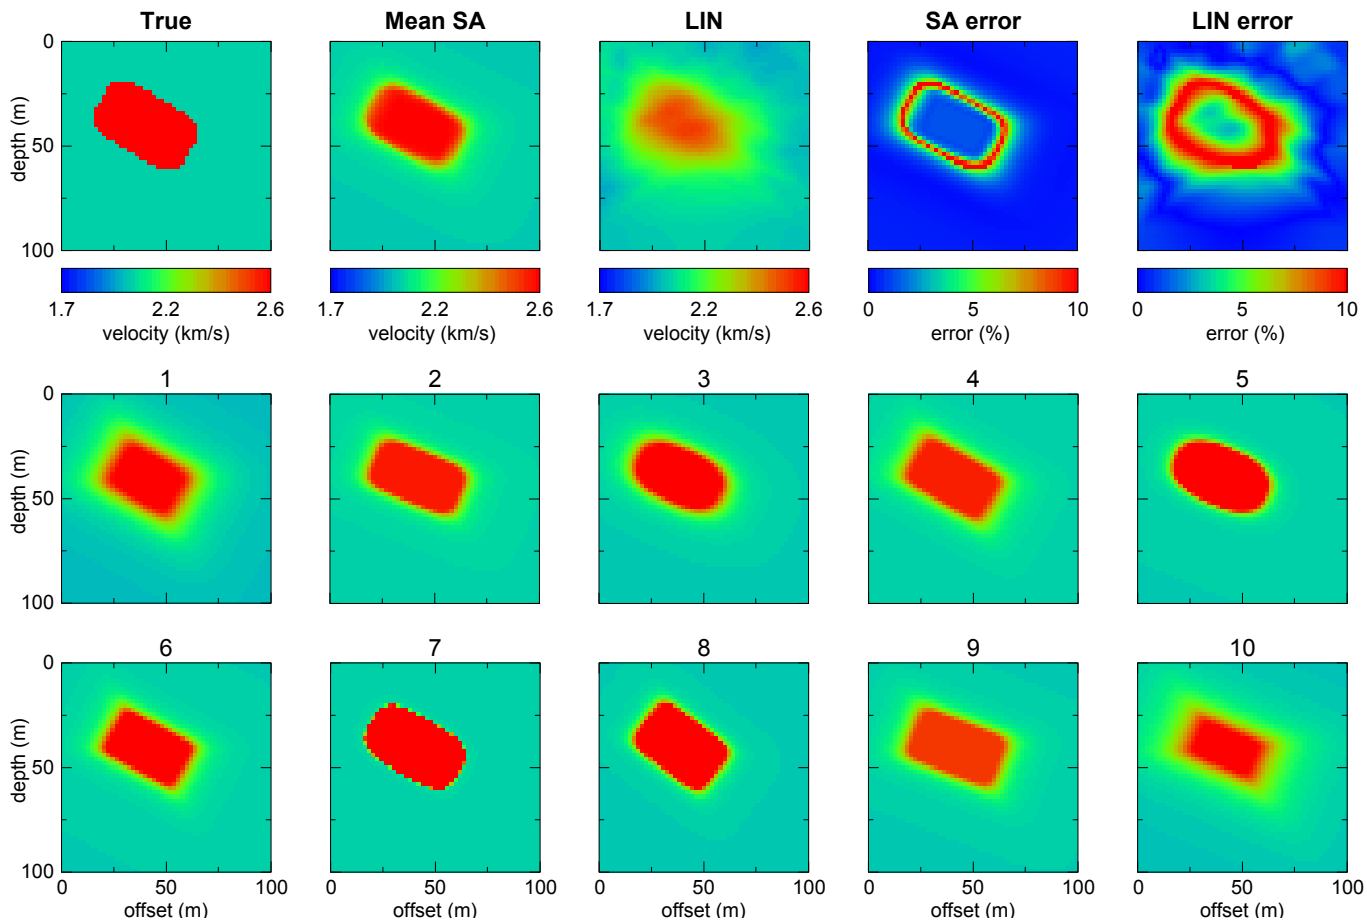 True Mean SA LIN SA error LIN error
0
depth (m)
50
100
1.7 2.2 2.6 1.7 2.2 2.6 1.7 2.2 2.6 0 5 10 0 5 10
velocity (km/s) velocity (km/s) velocity (km/s) error (%) error (%)
1 2 3 4 5
0
depth (m)
50
100
6 7 8 9 10
0
depth (m)
50
100
0 50 100 0 50 100 0 50 100 0 50 100 0 50 100
offset (m) offset (m) offset (m) offset (m) offset (m)